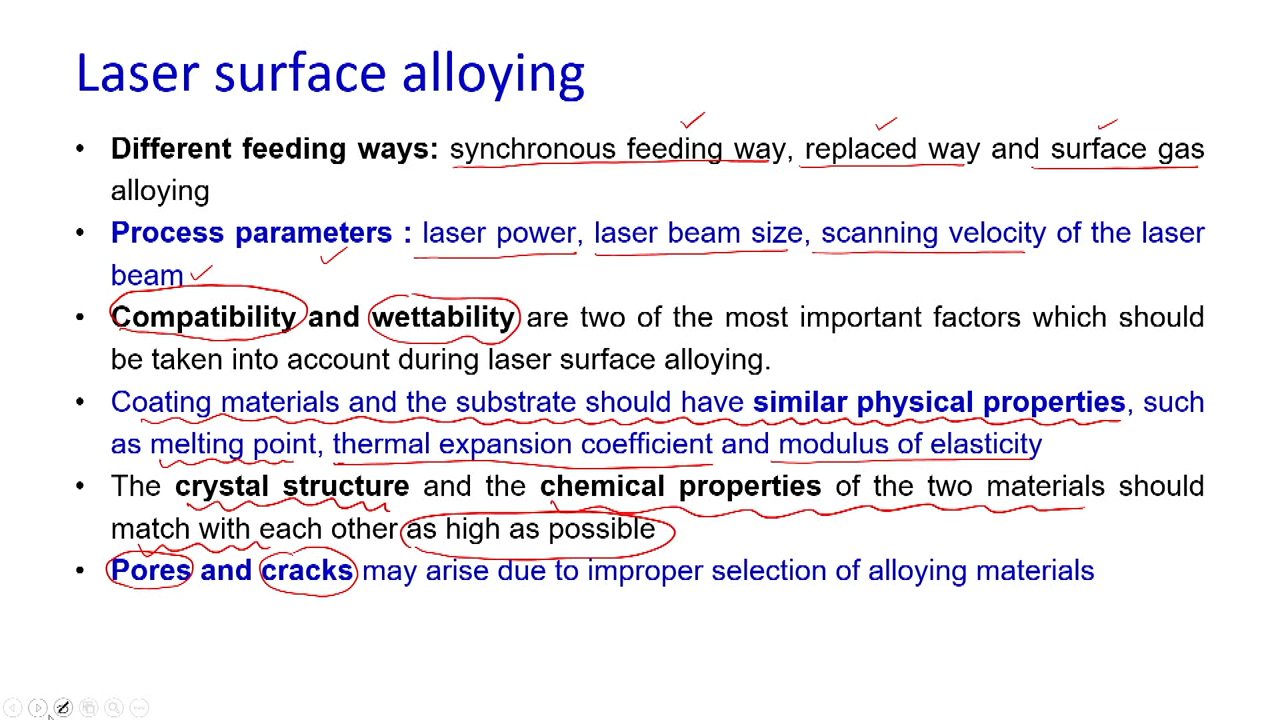 Laser surface alloying
• Different feeding ways: synchronous feeding way, replaced way and surface gas
alloying
• Process parameters : laser power, laser beam size, scanning velocity of the laser
beam
• Compatibility and wettability are two of the most important factors which should
be taken into account during laser surface alloying.
• Coating materials and the substrate should have similar physical properties, such
as melting point, thermal expansion coefficient and modulus of elasticity
• The crystal structure and the chemical properties of the two materials should
match with each other as high as possible
• Pores and cracks may arise due to improper selection of alloying materials